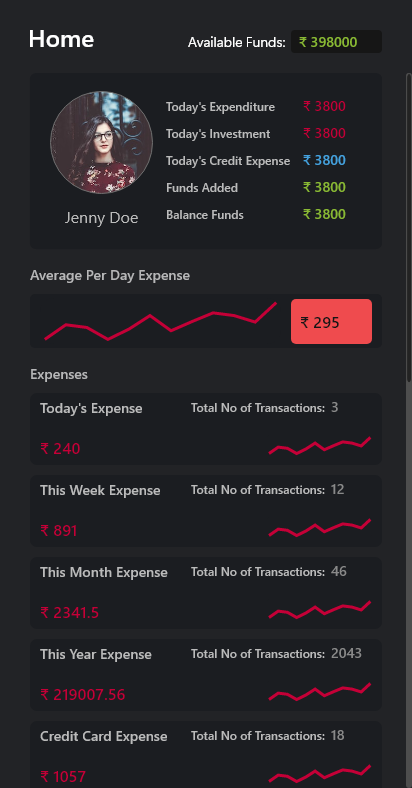 Home Available Funds: ₹ 398000
Today's Expenditure ₹ 3800
Today's Investment ₹ 3800
Today's Credit Expense ₹ 3800
Funds Added ₹ 3800
Balance Funds ₹ 3800
Jenny Doe
Average Per Day Expense
₹ 295
Expenses
Today's Expense Total No of Transactions: 3
₹ 240
This Week Expense Total No of Transactions: 12
₹ 891
This Month Expense Total No of Transactions: 46
₹ 2341.5
This Year Expense Total No of Transactions: 2043
₹ 219007.56
Credit Card Expense Total No of Transactions: 18
₹ 1057